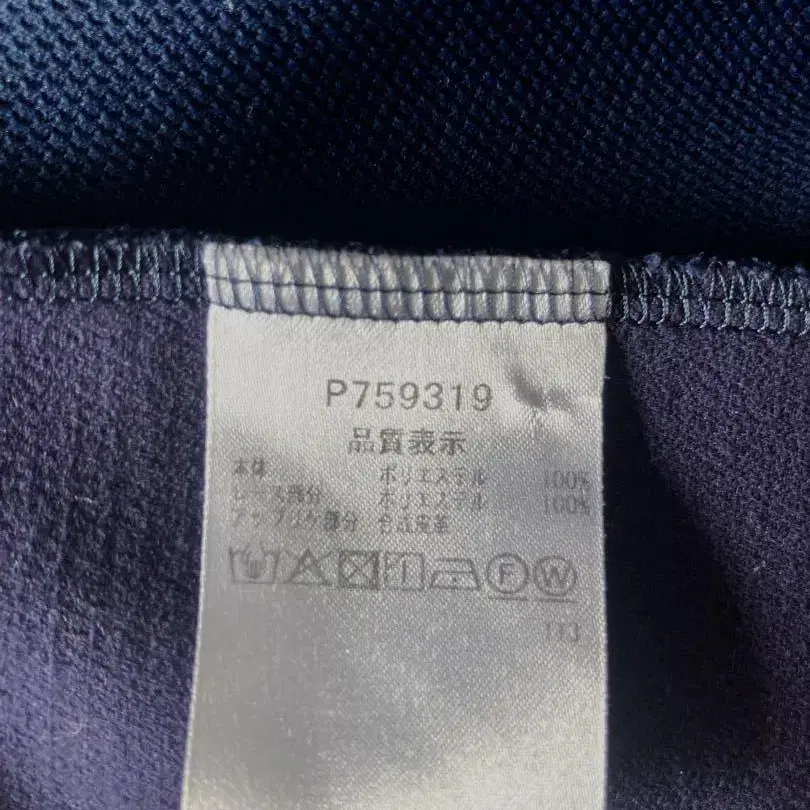 P759319
品質表示
本体 ポリエステル 100%
レース部分 ポリエステル 100%
アップリケ部分 合成皮革
F W
113